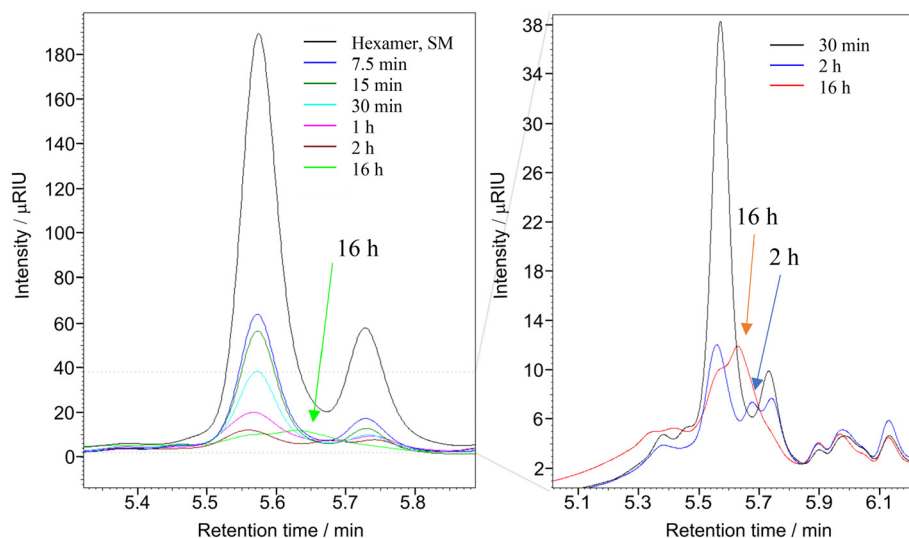 Intensity / µRIU
180
160
140
120
100
80
60
40
20
0
5.4
5.5
5.6
5.7
5.8
Retention time / min
Hexamer, SM
7.5 min
15 min
30 min
1 h
2 h
16 h
16 h
Intensity / µRIU
38
34
30
26
22
18
14
10
6
2
5.1
5.3
5.5
5.7
5.9
6.1
Retention time / min
30 min
2 h
16 h
16 h
2 h